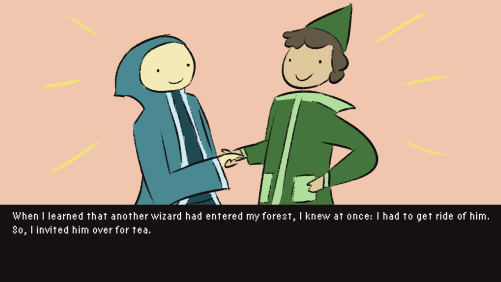 When I learned that another wizard had entered my forest, I knew at once: I had to get ride of him.
So, I invited him over for tea.